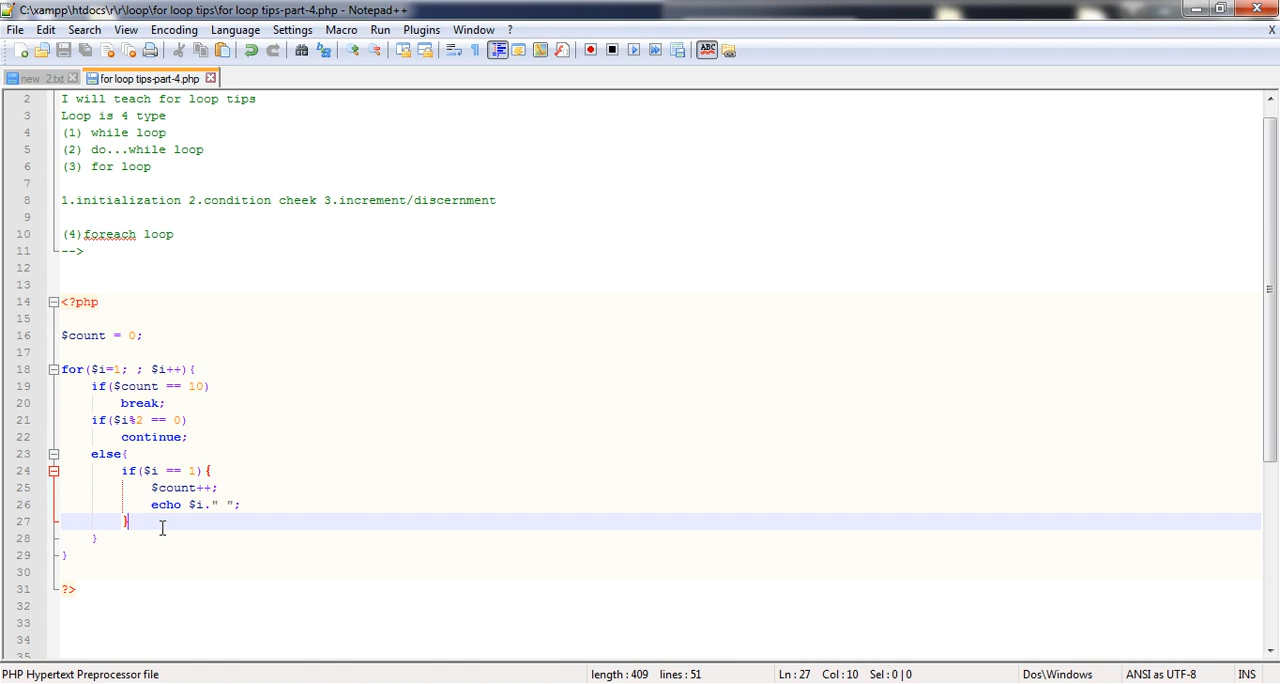 C:\xampp\htdocs\r\r\loop\for loop tips\for loop tips-part-4.php - Notepad++
File Edit Search View Encoding Language Settings Macro Run Plugins Window ? X
ABC
new 2.txt for loop tips-part-4.php
2 I will teach for loop tips
3 Loop is 4 type
4 (1) while loop
5 (2) do...while loop
6 (3) for loop
7
8 1.initialization 2.condition cheek 3.increment/discernment
9
10 (4)foreach loop
11 -->
12
13
14 <?php
15
16 $count = 0;
17
18 for($i=1; ; $i++){
19 if($count == 10)
20 break;
21 if($i%2 == 0)
22 continue;
23 else{
24 if($i == 1){
25 $count++;
26 echo $i." ";
27 }
28 }
29 }
30
31 ?>
32
33
34
35
PHP Hypertext Preprocessor file length : 409 lines : 51 Ln : 27 Col : 10 Sel : 0 | 0 Dos\Windows ANSI as UTF-8 INS